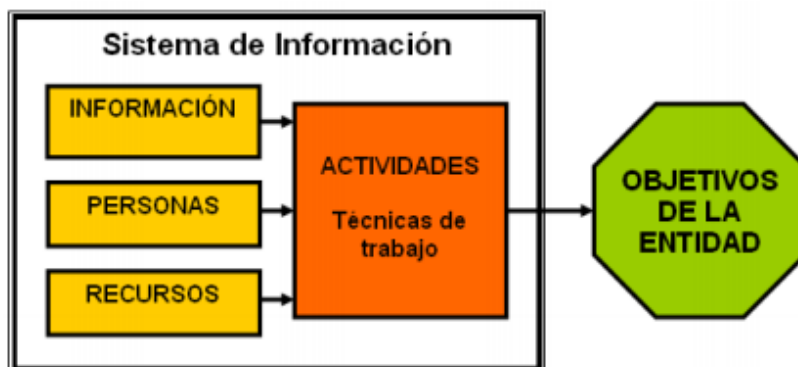 Sistema de Información
INFORMACIÓN
PERSONAS
RECURSOS
ACTIVIDADES
Técnicas de
trabajo
OBJETIVOS
DE LA
ENTIDAD